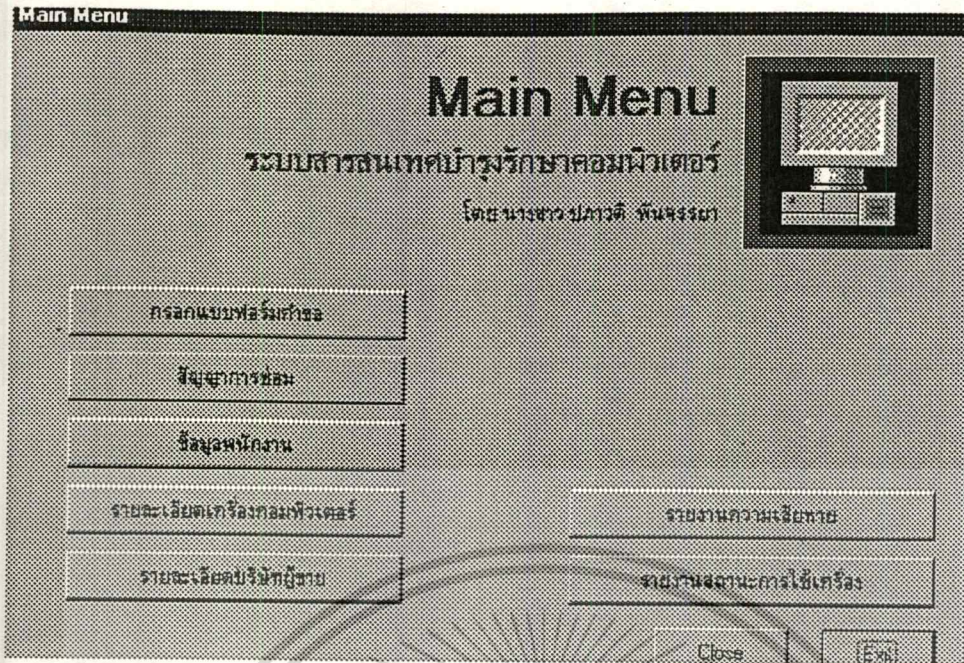 Main Menu
Main Menu
ระบบสารสนเทศบำรุงรักษาคอมพิวเตอร์
โดย นางสาว ปภาวดี พันจรรยา
กรอกแบบฟอร์มคำขอ
สัญญาการซ่อม
ข้อมูลพนักงาน
รายละเอียดเครื่องคอมพิวเตอร์
รายงานความเสียหาย
รายละเอียดบริษัทผู้ขาย
รายงานสถานะการใช้เครื่อง
Close
Exit